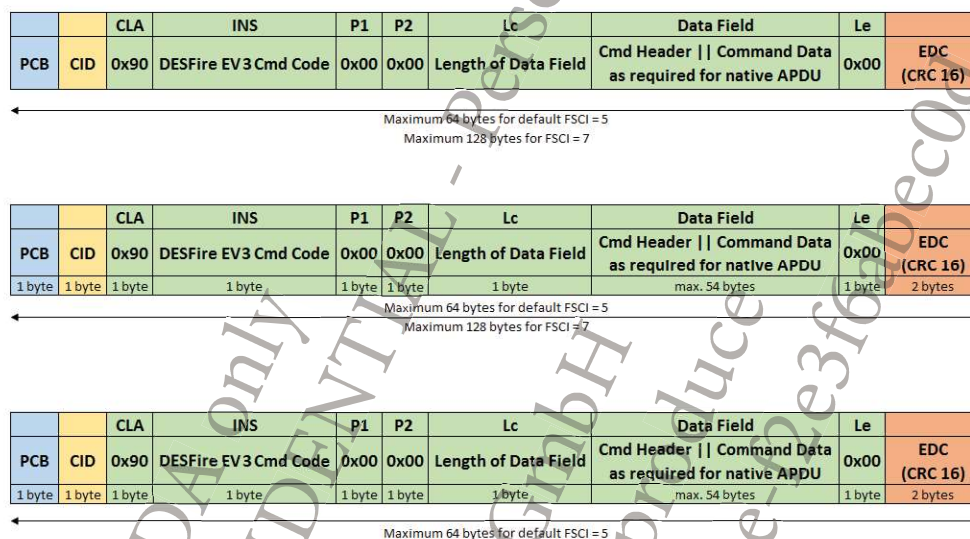 CLA INS P1 P2 Lc Data Field Le
PCB CID 0x90 DESFire EV3 Cmd Code 0x00 0x00 Length of Data Field Cmd Header || Command Data as required for native APDU 0x00 EDC (CRC 16)
Maximum 64 bytes for default FSCI = 5
Maximum 128 bytes for FSCI = 7
CLA INS P1 P2 Lc Data Field Le
PCB CID 0x90 DESFire EV3 Cmd Code 0x00 0x00 Length of Data Field Cmd Header || Command Data as required for native APDU 0x00 EDC (CRC 16)
1 byte 1 byte 1 byte 1 byte 1 byte 1 byte 1 byte max. 54 bytes 1 byte 2 bytes
Maximum 64 bytes for default FSCI = 5
Maximum 128 bytes for FSCI = 7
CLA INS P1 P2 Lc Data Field Le
PCB CID 0x90 DESFire EV3 Cmd Code 0x00 0x00 Length of Data Field Cmd Header || Command Data as required for native APDU 0x00 EDC (CRC 16)
1 byte 1 byte 1 byte 1 byte 1 byte 1 byte 1 byte max. 54 bytes 1 byte 2 bytes
Maximum 64 bytes for default FSCI = 5
only
GmbH